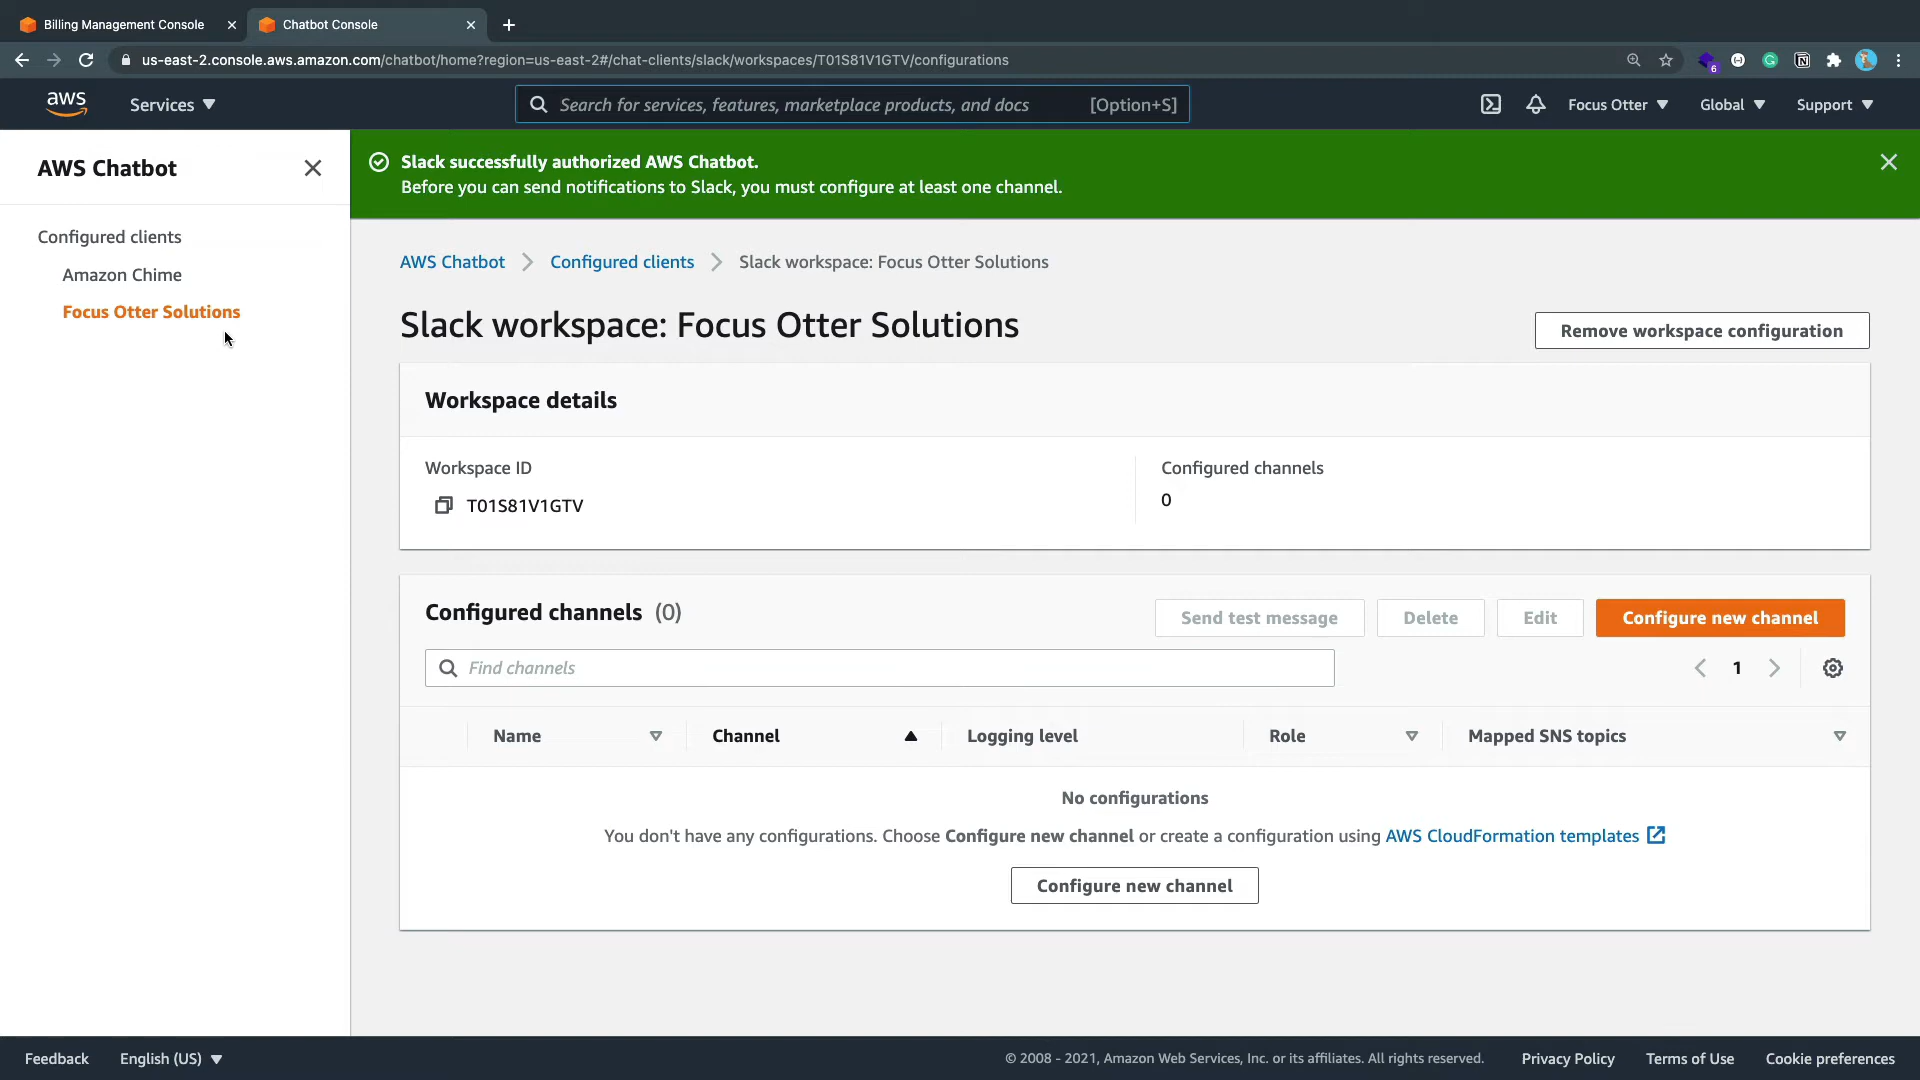 Billing Management Console
Chatbot Console
us-east-2.console.aws.amazon.com/chatbot/home?region=us-east-2#/chat-clients/slack/workspaces/T01S81V1GTV/configurations
6
aws
Services
Search for services, features, marketplace products, and docs [Option+S]
Focus Otter
Global
Support
AWS Chatbot
Configured clients
Amazon Chime
Focus Otter Solutions
Slack successfully authorized AWS Chatbot.
Before you can send notifications to Slack, you must configure at least one channel.
AWS Chatbot
Configured clients
Slack workspace: Focus Otter Solutions
Slack workspace: Focus Otter Solutions
Remove workspace configuration
Workspace details
Workspace ID
T01S81V1GTV
Configured channels
0
Configured channels (0)
Send test message
Delete
Edit
Configure new channel
Find channels
1
Name
Channel
Logging level
Role
Mapped SNS topics
No configurations
You don't have any configurations. Choose Configure new channel or create a configuration using AWS CloudFormation templates
Configure new channel
Feedback
English (US)
© 2008 - 2021, Amazon Web Services, Inc. or its affiliates. All rights reserved.
Privacy Policy
Terms of Use
Cookie preferences